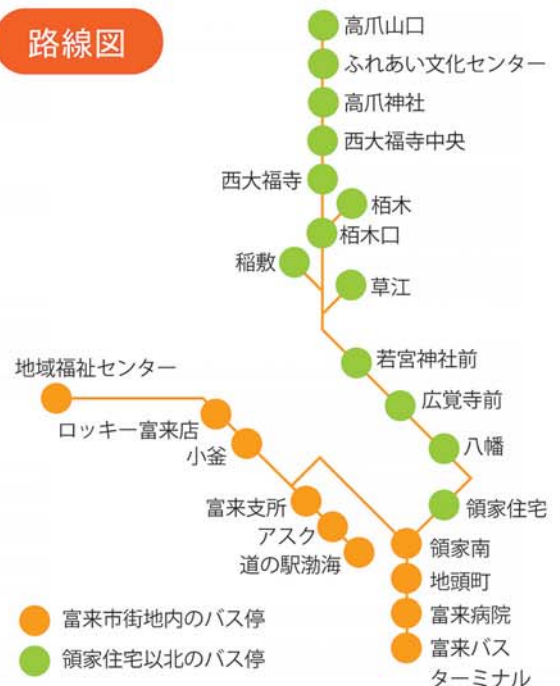 路線図
高爪山口
ふれあい文化センター
高爪神社
西大福寺中央
西大福寺
栢木
栢木口
稲敷
草江
若宮神社前
広覚寺前
八幡
領家住宅
地域福祉センター
ロッキー富来店
小釜
富来支所
アスク
道の駅渤海
領家南
地頭町
富来病院
富来バス
ターミナル
富来市街地内のバス停
領家住宅以北のバス停